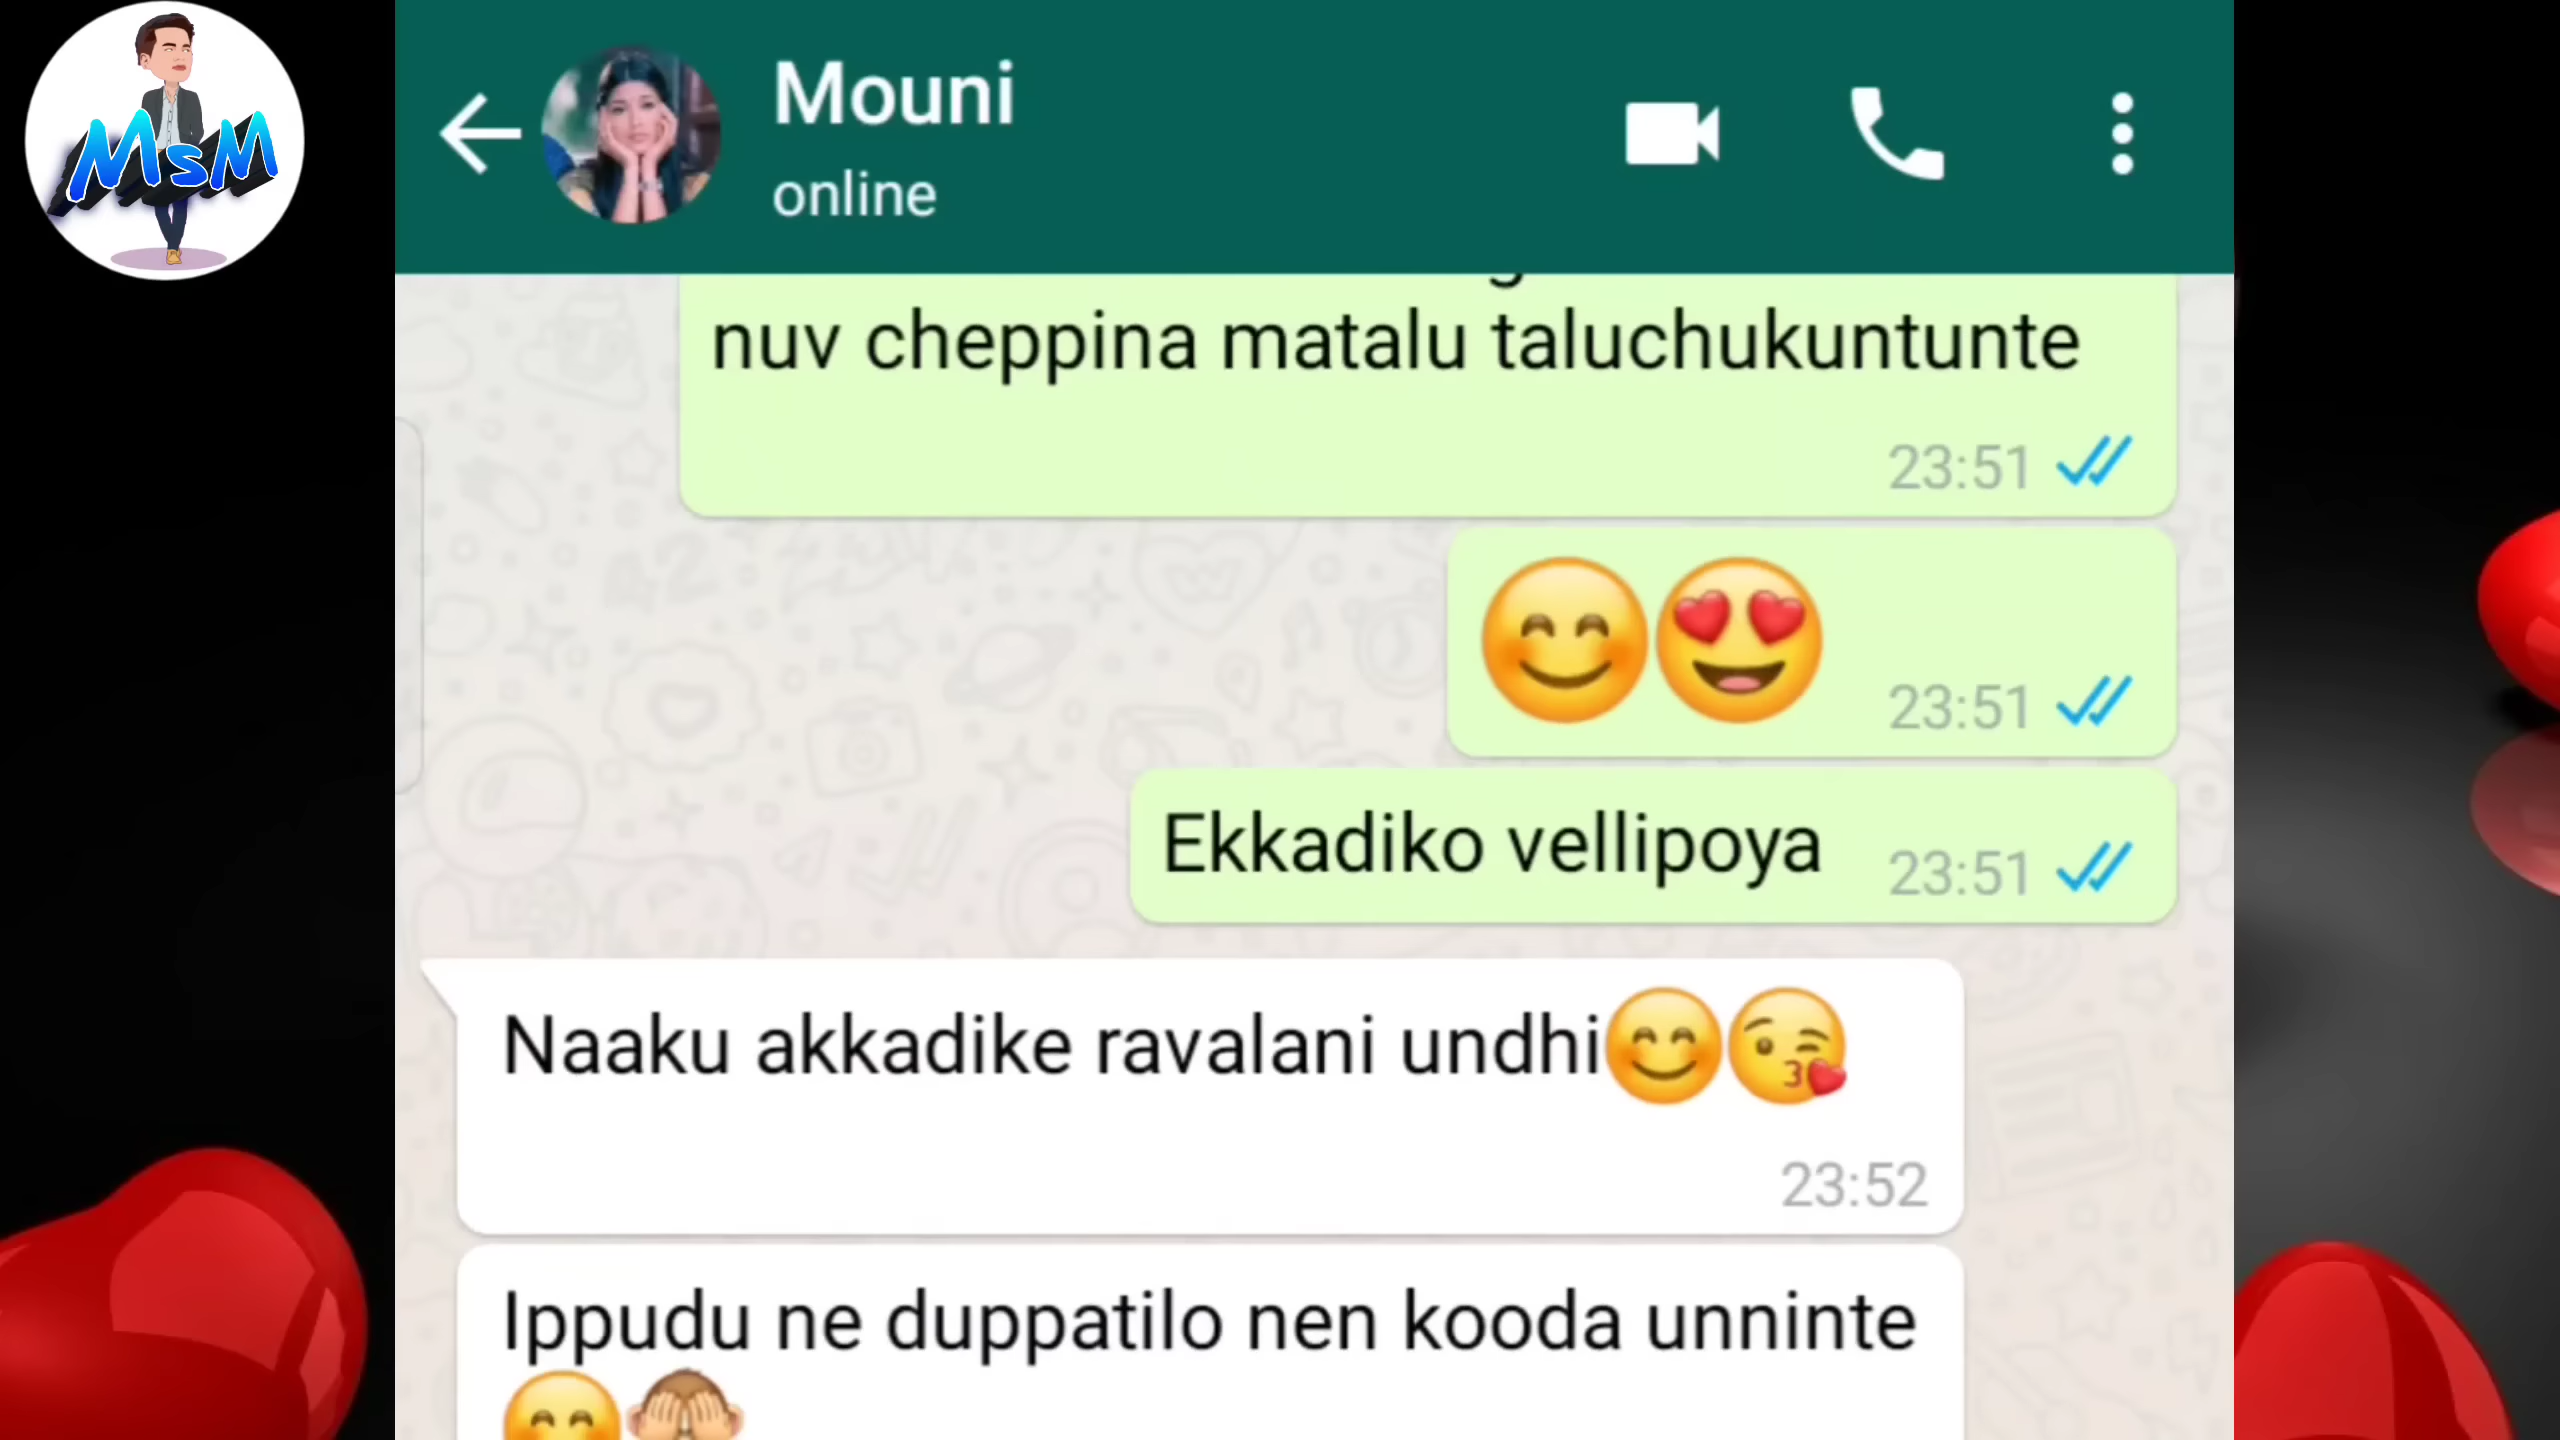 MsM
Mouni
online
nuv cheppina matalu taluchukuntunte
23:51
😊😍
23:51
Ekkadiko vellipoya
23:51
Naaku akkadike ravalani undhi😊😘
23:52
Ippudu ne duppatilo nen kooda unninte
😊🙈